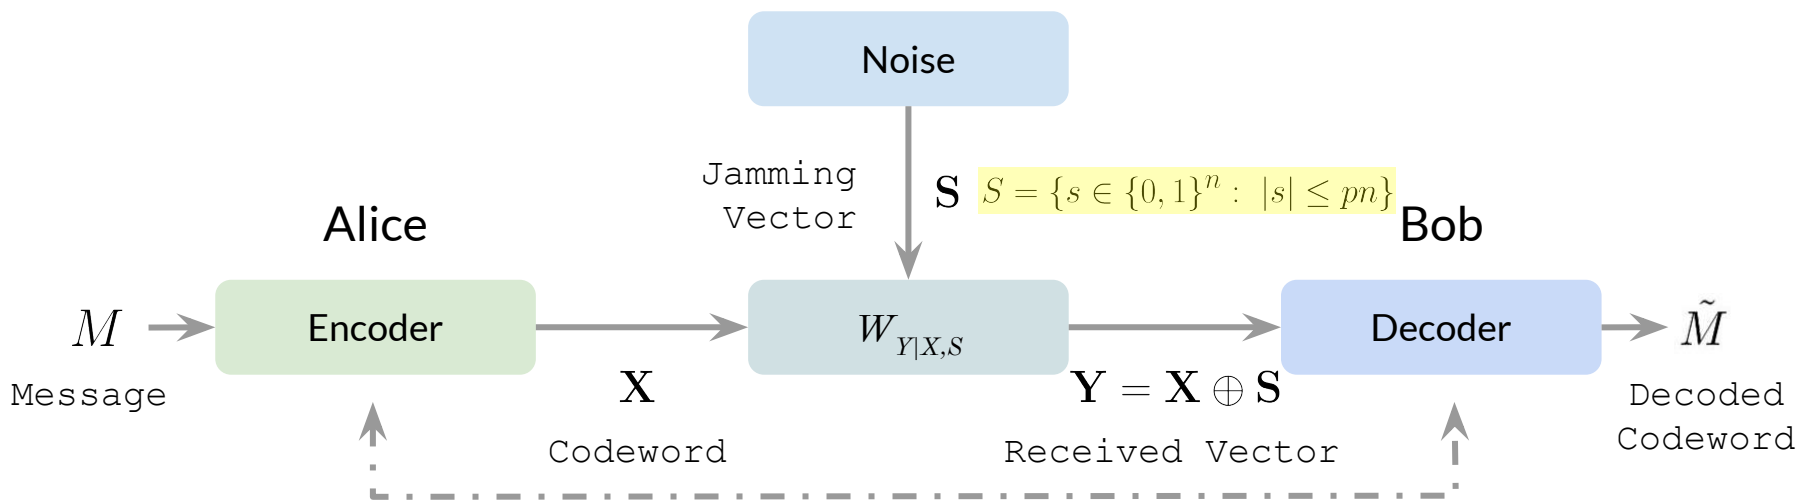 Noise
Jamming
Vector
S S = {s ∈ {0, 1}ⁿ : |s| ≤ pn}
Alice
Bob
M
Encoder
W_{Y|X,S}
Decoder
M̃
Message
X
Y = X ⊕ S
Decoded
Codeword
Codeword
Received Vector